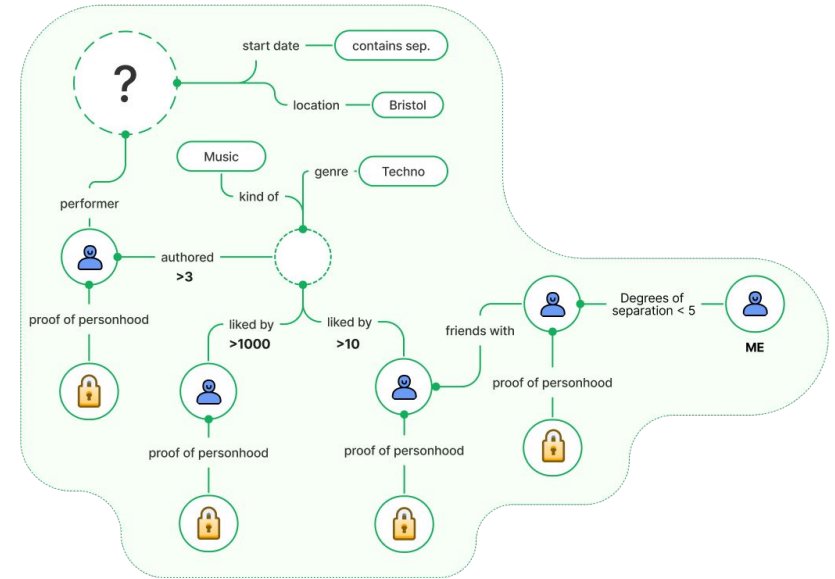 start date
contains sep.
?
location
Bristol
Music
genre
Techno
kind of
performer
authored
>3
proof of personhood
liked by
>1000
liked by
>10
friends with
Degrees of
separation < 5
ME
proof of personhood
proof of personhood
proof of personhood